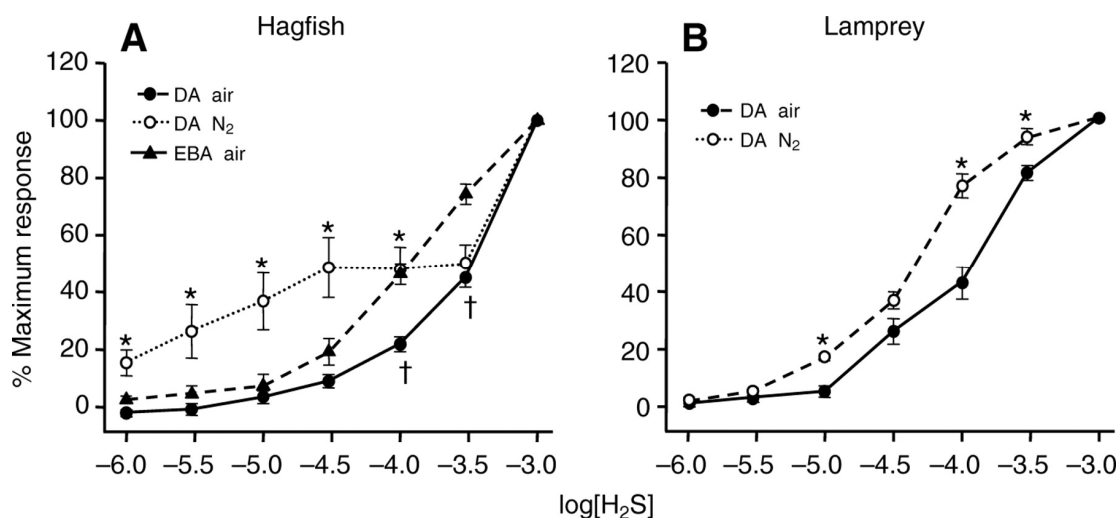 A Hagfish
120
100
80
60
40
20
0
% Maximum response
DA air
DA N₂
EBA air
*
*
*
*
*
†
†
–6.0 –5.5 –5.0 –4.5 –4.0 –3.5 –3.0
B Lamprey
120
100
80
60
40
20
0
DA air
DA N₂
*
*
*
–6.0 –5.5 –5.0 –4.5 –4.0 –3.5 –3.0
log[H₂S]